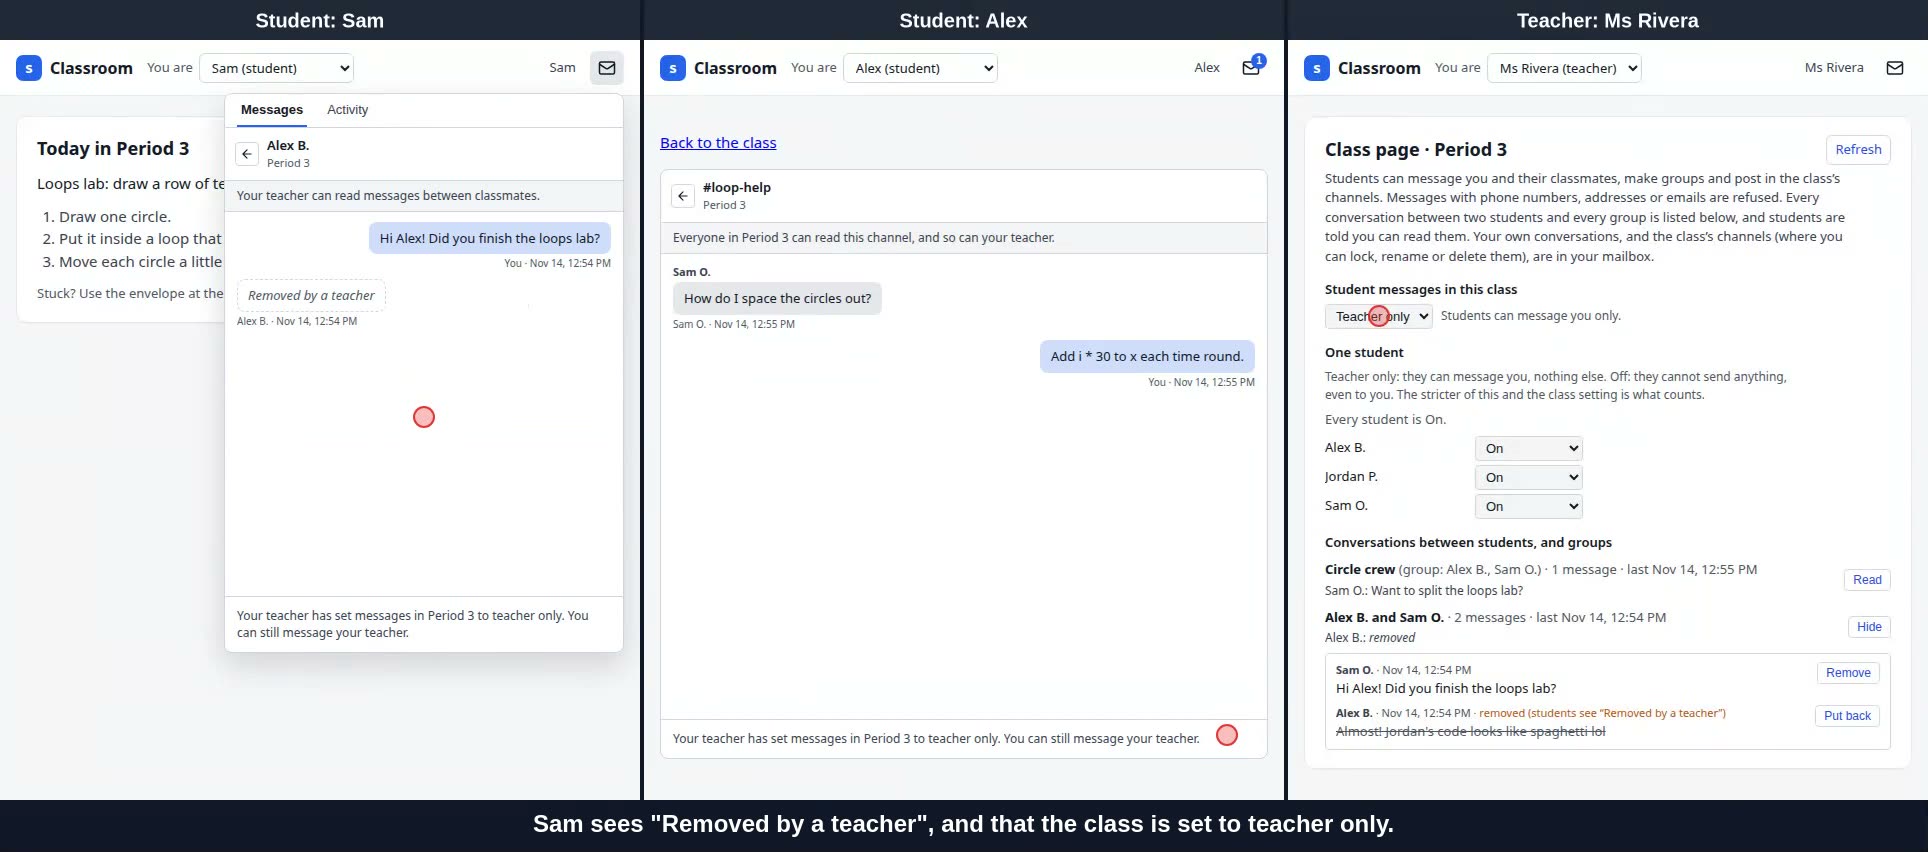 Student: Sam
S Classroom You are Sam (student) Sam
Today in Period 3
Loops lab: draw a row of te
1. Draw one circle.
2. Put it inside a loop that
3. Move each circle a little
Stuck? Use the envelope at the
Messages Activity
Alex B.
Period 3
Your teacher can read messages between classmates.
Hi Alex! Did you finish the loops lab?
You · Nov 14, 12:54 PM
Removed by a teacher
Alex B. · Nov 14, 12:54 PM
Your teacher has set messages in Period 3 to teacher only. You
can still message your teacher.
Student: Alex
S Classroom You are Alex (student) Alex 1
Back to the class
#loop-help
Period 3
Everyone in Period 3 can read this channel, and so can your teacher.
Sam O.
How do I space the circles out?
Sam O. · Nov 14, 12:55 PM
Add i * 30 to x each time round.
You · Nov 14, 12:55 PM
Your teacher has set messages in Period 3 to teacher only. You can still message your teacher.
Teacher: Ms Rivera
S Classroom You are Ms Rivera (teacher) Ms Rivera
Class page · Period 3 Refresh
Students can message you and their classmates, make groups and post in the class’s
channels. Messages with phone numbers, addresses or emails are refused. Every
conversation between two students and every group is listed below, and students are
told you can read them. Your own conversations, and the class’s channels (where you
can lock, rename or delete them), are in your mailbox.
Student messages in this class
Teacher only Students can message you only.
One student
Teacher only: they can message you, nothing else. Off: they cannot send anything,
even to you. The stricter of this and the class setting is what counts.
Every student is On.
Alex B. On
Jordan P. On
Sam O. On
Conversations between students, and groups
Circle crew (group: Alex B., Sam O.) · 1 message · last Nov 14, 12:55 PM Read
Sam O.: Want to split the loops lab?
Alex B. and Sam O. · 2 messages · last Nov 14, 12:54 PM Hide
Alex B.: removed
Sam O. · Nov 14, 12:54 PM Remove
Hi Alex! Did you finish the loops lab?
Alex B. · Nov 14, 12:54 PM · removed (students see “Removed by a teacher”) Put back
Almost! Jordan's code looks like spaghetti lol
Sam sees "Removed by a teacher", and that the class is set to teacher only.